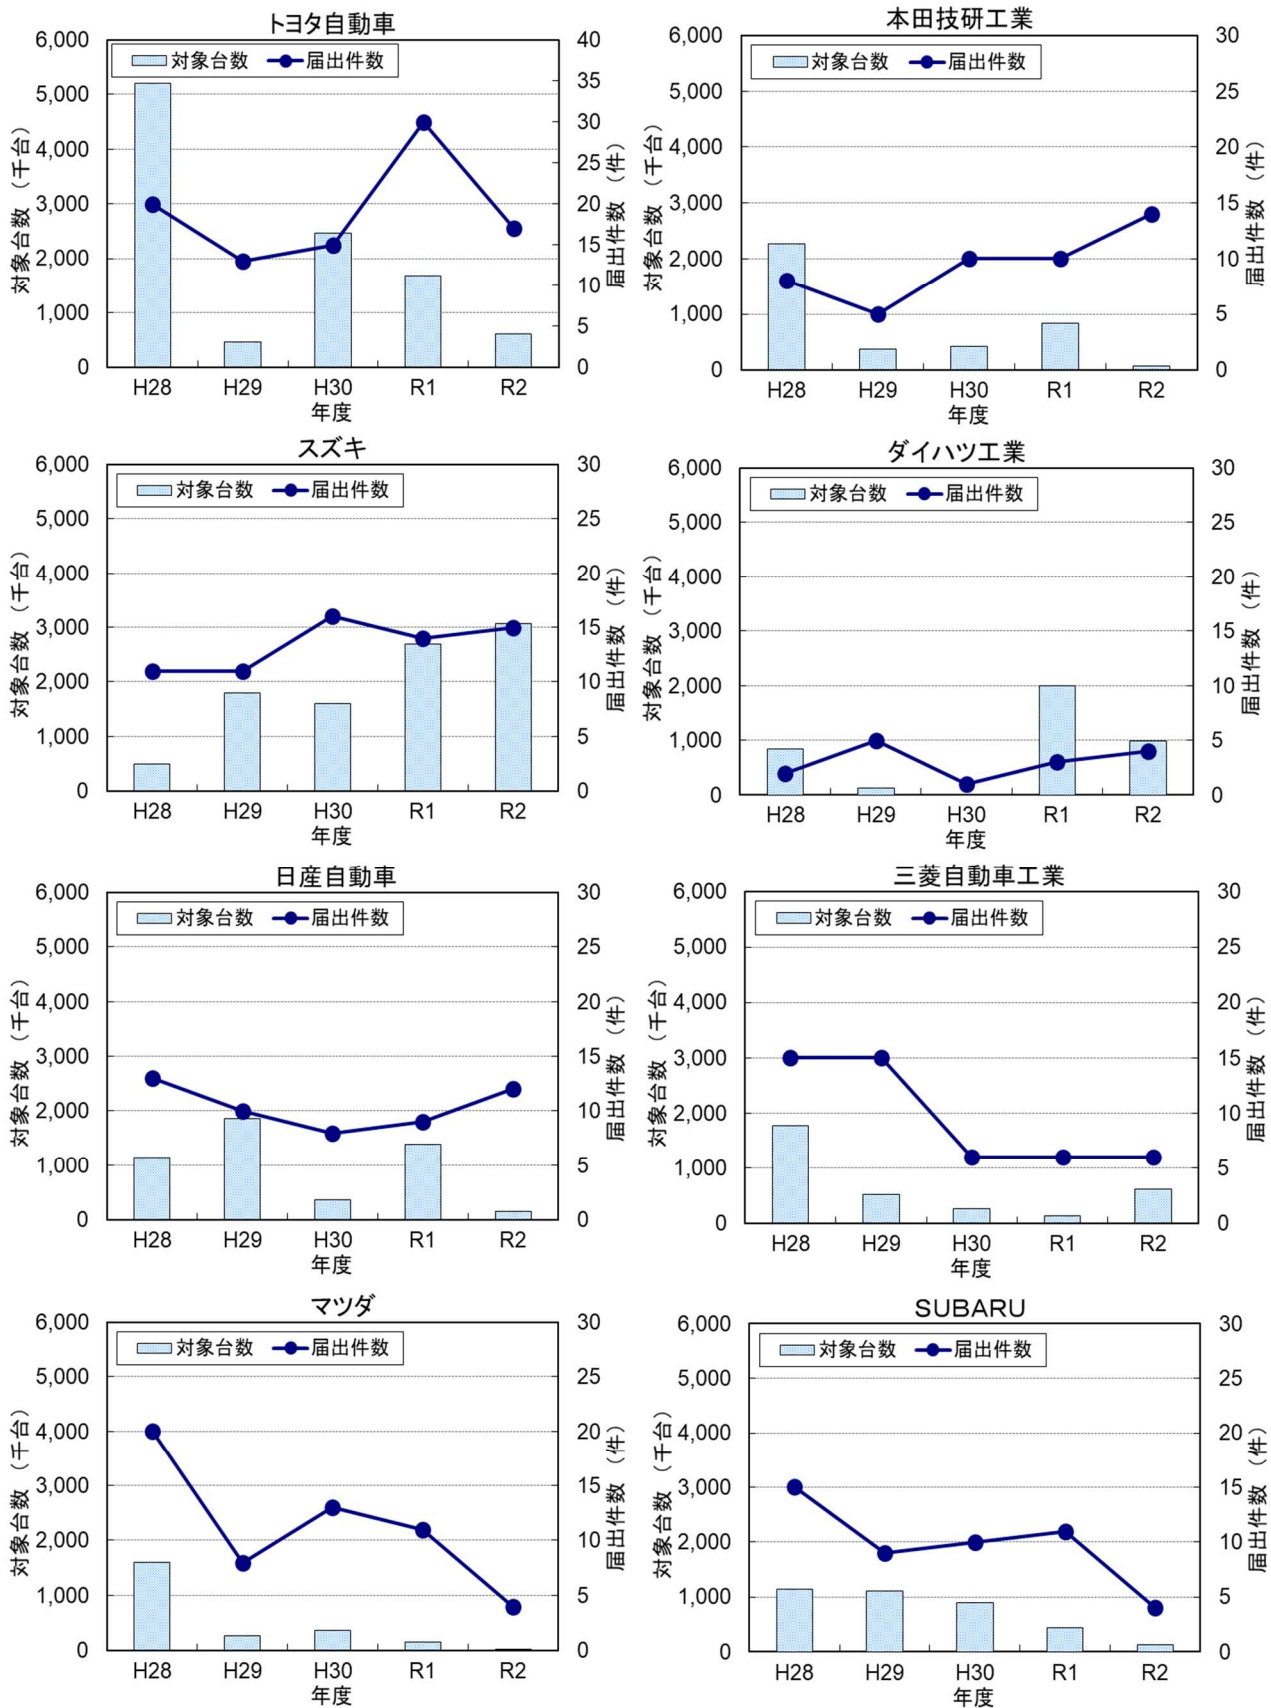 トヨタ自動車
対象台数 届出件数
対象台数（千台）
6,000
5,000
4,000
3,000
2,000
1,000
0
40
35
30
25
20
15
10
5
0
届出件数（件）
H28 H29 H30 R1 R2
年度
本田技研工業
対象台数 届出件数
対象台数（千台）
6,000
5,000
4,000
3,000
2,000
1,000
0
30
25
20
15
10
5
0
届出件数（件）
H28 H29 H30 R1 R2
年度
スズキ
対象台数 届出件数
対象台数（千台）
6,000
5,000
4,000
3,000
2,000
1,000
0
30
25
20
15
10
5
0
届出件数（件）
H28 H29 H30 R1 R2
年度
ダイハツ工業
対象台数 届出件数
対象台数（千台）
6,000
5,000
4,000
3,000
2,000
1,000
0
30
25
20
15
10
5
0
届出件数（件）
H28 H29 H30 R1 R2
年度
日産自動車
対象台数 届出件数
対象台数（千台）
6,000
5,000
4,000
3,000
2,000
1,000
0
30
25
20
15
10
5
0
届出件数（件）
H28 H29 H30 R1 R2
年度
三菱自動車工業
対象台数 届出件数
対象台数（千台）
6,000
5,000
4,000
3,000
2,000
1,000
0
30
25
20
15
10
5
0
届出件数（件）
H28 H29 H30 R1 R2
年度
マツダ
対象台数 届出件数
対象台数（千台）
6,000
5,000
4,000
3,000
2,000
1,000
0
30
25
20
15
10
5
0
届出件数（件）
H28 H29 H30 R1 R2
年度
SUBARU
対象台数 届出件数
対象台数（千台）
6,000
5,000
4,000
3,000
2,000
1,000
0
30
25
20
15
10
5
0
届出件数（件）
H28 H29 H30 R1 R2
年度